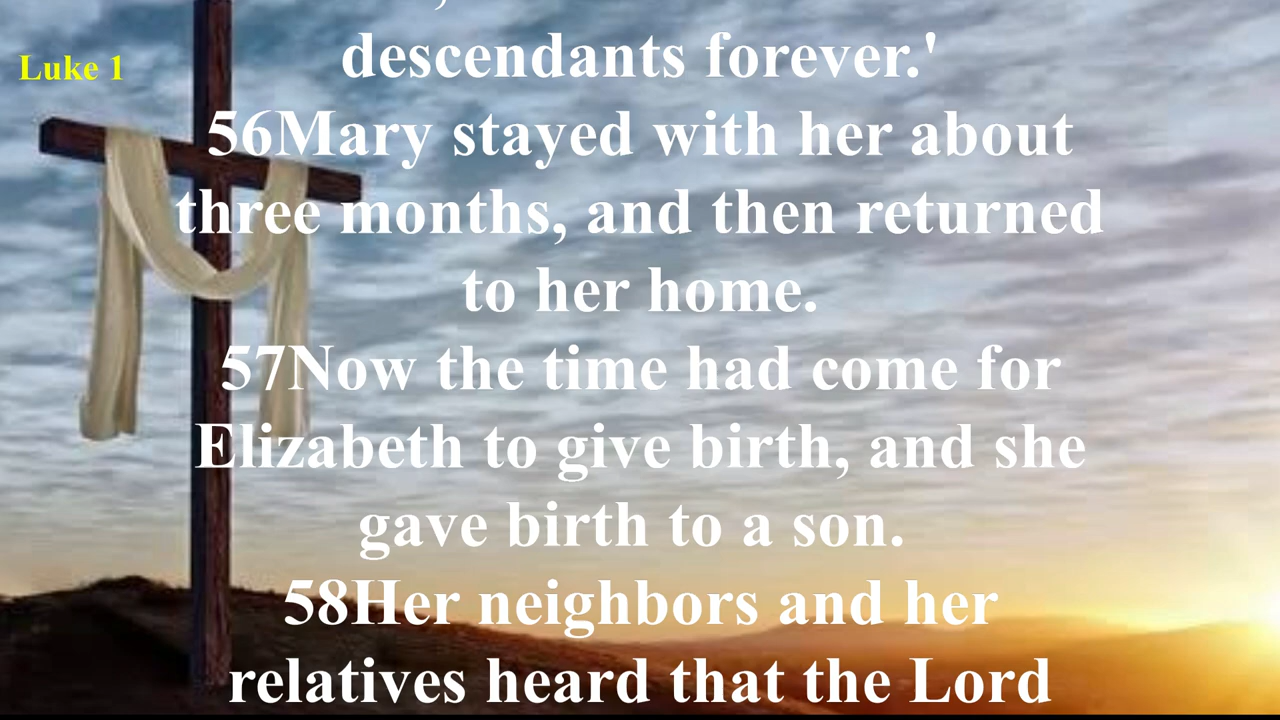 Luke 1
descendants forever.'
56Mary stayed with her about
three months, and then returned
to her home.
57Now the time had come for
Elizabeth to give birth, and she
gave birth to a son.
58Her neighbors and her
relatives heard that the Lord